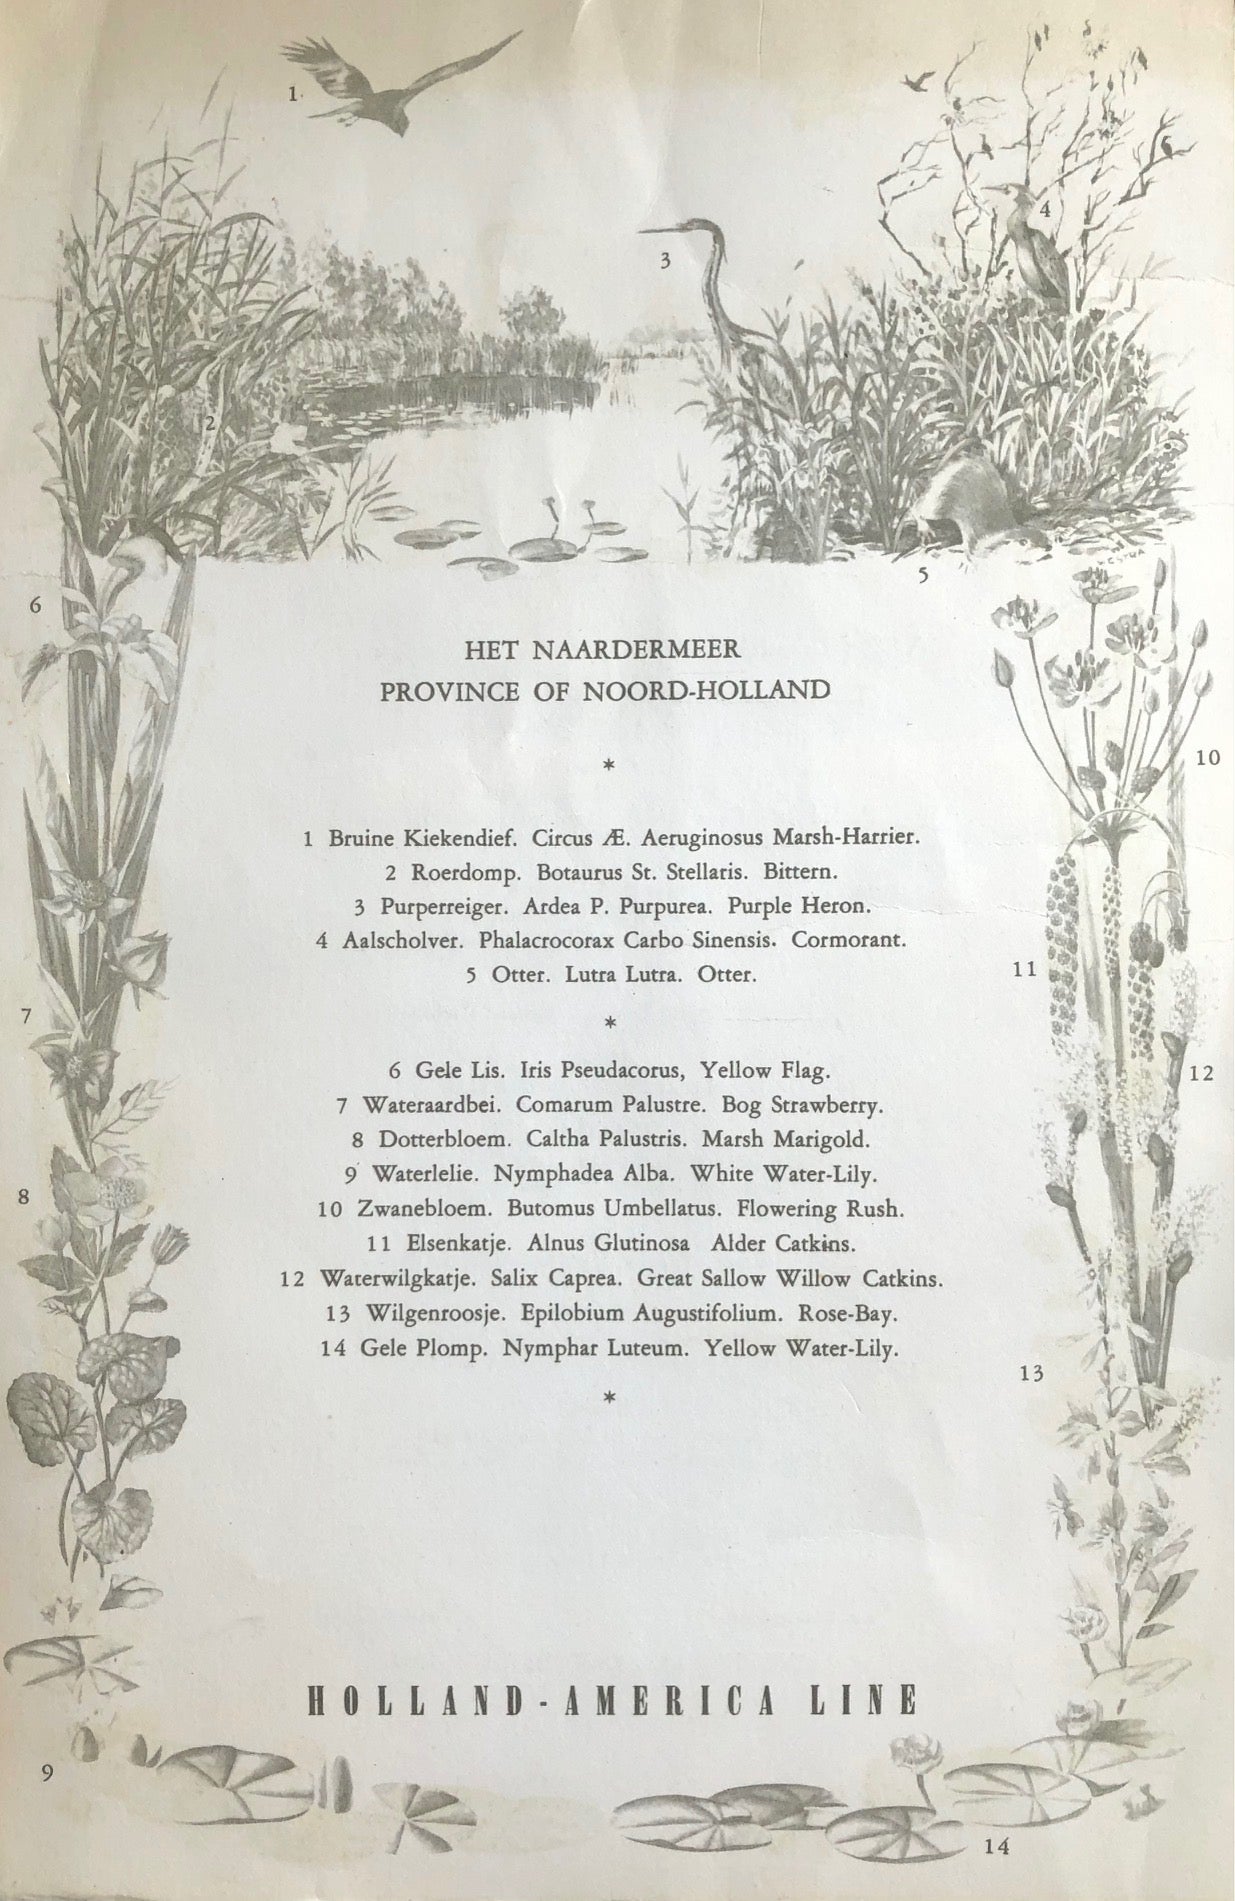 1
2
3
4
5
WESTRA
6
HET NAARDERMEER
PROVINCE OF NOORD-HOLLAND
*
10
1 Bruine Kiekendief. Circus Æ. Aeruginosus Marsh-Harrier.
2 Roerdomp. Botaurus St. Stellaris. Bittern.
3 Purperreiger. Ardea P. Purpurea. Purple Heron.
4 Aalscholver. Phalacrocorax Carbo Sinensis. Cormorant.
5 Otter. Lutra Lutra. Otter.
11
*
7
6 Gele Lis. Iris Pseudacorus, Yellow Flag.
12
7 Wateraardbei. Comarum Palustre. Bog Strawberry.
8 Dotterbloem. Caltha Palustris. Marsh Marigold.
9 Waterlelie. Nymphadea Alba. White Water-Lily.
8
10 Zwanebloem. Butomus Umbellatus. Flowering Rush.
11 Elsenkatje. Alnus Glutinosa Alder Catkins.
12 Waterwilgkatje. Salix Caprea. Great Sallow Willow Catkins.
13 Wilgenroosje. Epilobium Augustifolium. Rose-Bay.
14 Gele Plomp. Nymphar Luteum. Yellow Water-Lily.
13
*
HOLLAND-AMERICA LINE
9
14